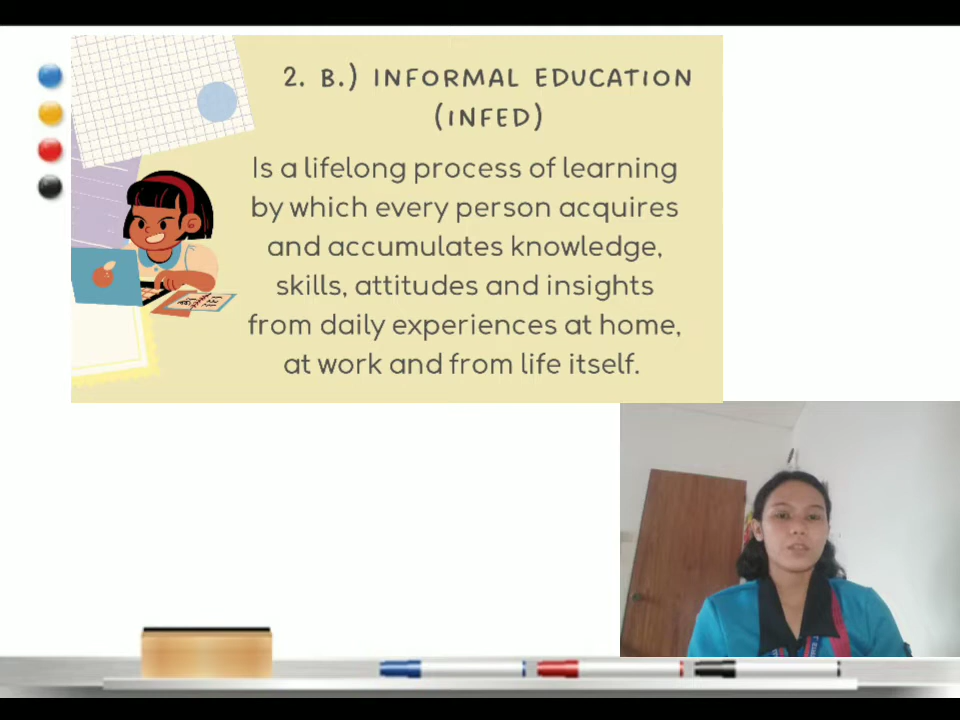 2. B.) INFORMAL EDUCATION
(INFED)
Is a lifelong process of learning
by which every person acquires
and accumulates knowledge,
skills, attitudes and insights
from daily experiences at home,
at work and from life itself.